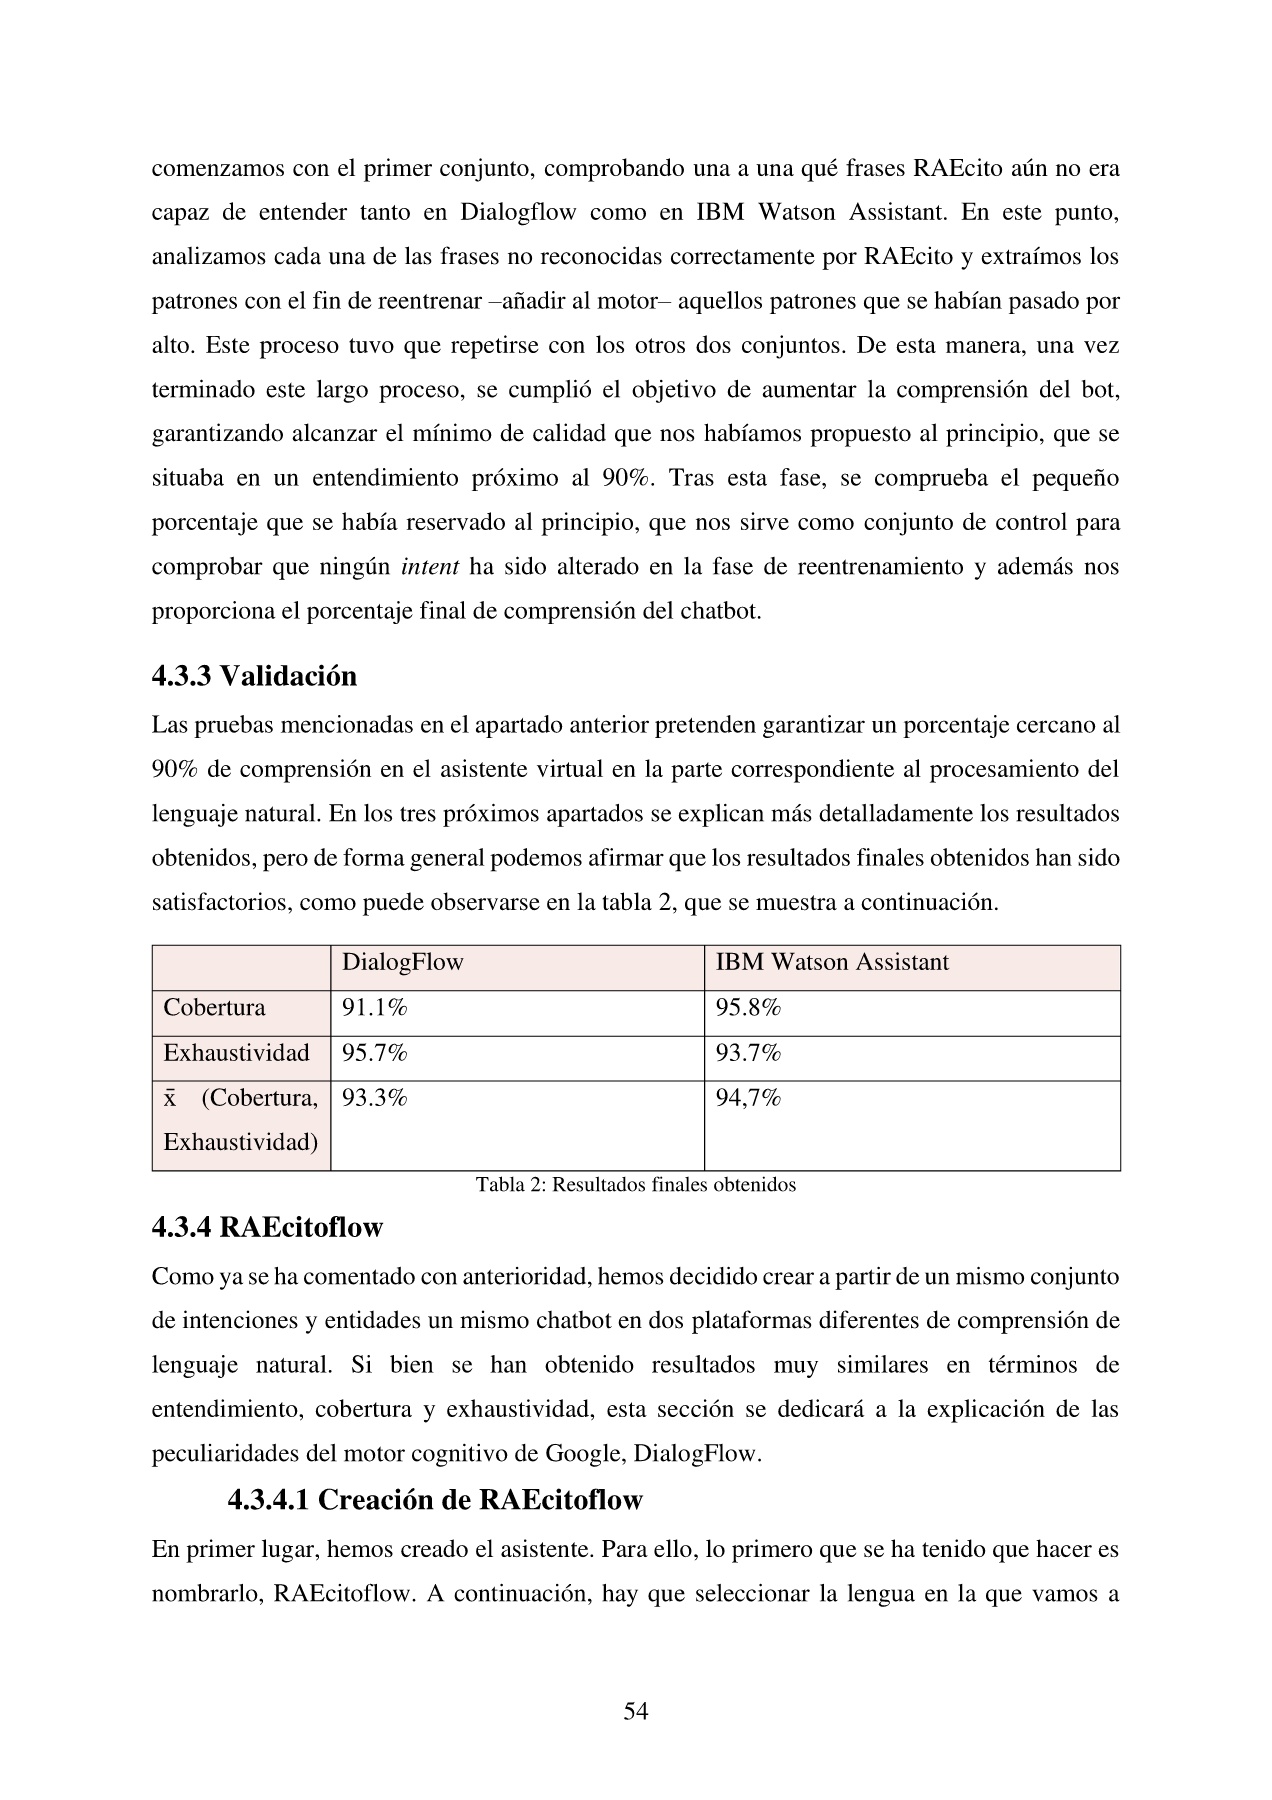 comenzamos con el primer conjunto, comprobando una a una qué frases RAEcito aún no era
capaz de entender tanto en Dialogflow como en IBM Watson Assistant. En este punto,
analizamos cada una de las frases no reconocidas correctamente por RAEcito y extraímos los
patrones con el fin de reentrenar –añadir al motor– aquellos patrones que se habían pasado por
alto. Este proceso tuvo que repetirse con los otros dos conjuntos. De esta manera, una vez
terminado este largo proceso, se cumplió el objetivo de aumentar la comprensión del bot,
garantizando alcanzar el mínimo de calidad que nos habíamos propuesto al principio, que se
situaba en un entendimiento próximo al 90%. Tras esta fase, se comprueba el pequeño
porcentaje que se había reservado al principio, que nos sirve como conjunto de control para
comprobar que ningún intent ha sido alterado en la fase de reentrenamiento y además nos
proporciona el porcentaje final de comprensión del chatbot.
4.3.3 Validación
Las pruebas mencionadas en el apartado anterior pretenden garantizar un porcentaje cercano al
90% de comprensión en el asistente virtual en la parte correspondiente al procesamiento del
lenguaje natural. En los tres próximos apartados se explican más detalladamente los resultados
obtenidos, pero de forma general podemos afirmar que los resultados finales obtenidos han sido
satisfactorios, como puede observarse en la tabla 2, que se muestra a continuación.
DialogFlow IBM Watson Assistant
Cobertura 91.1% 95.8%
Exhaustividad 95.7% 93.7%
x̄ (Cobertura, 93.3% 94,7%
Exhaustividad)
Tabla 2: Resultados finales obtenidos
4.3.4 RAEcitoflow
Como ya se ha comentado con anterioridad, hemos decidido crear a partir de un mismo conjunto
de intenciones y entidades un mismo chatbot en dos plataformas diferentes de comprensión de
lenguaje natural. Si bien se han obtenido resultados muy similares en términos de
entendimiento, cobertura y exhaustividad, esta sección se dedicará a la explicación de las
peculiaridades del motor cognitivo de Google, DialogFlow.
4.3.4.1 Creación de RAEcitoflow
En primer lugar, hemos creado el asistente. Para ello, lo primero que se ha tenido que hacer es
nombrarlo, RAEcitoflow. A continuación, hay que seleccionar la lengua en la que vamos a
54